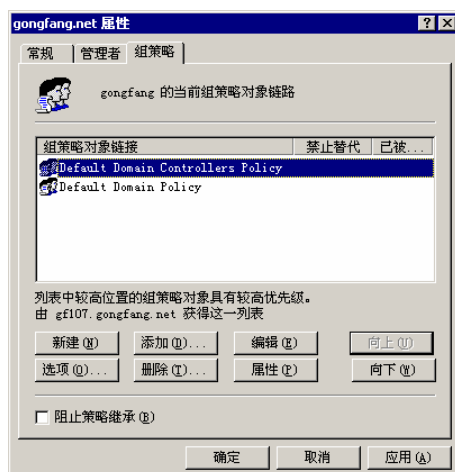 gongfang.net 属性
常规 管理者 组策略
gongfang 的当前组策略对象链路
组策略对象链接 禁止替代 已被...
Default Domain Controllers Policy
Default Domain Policy
列表中较高位置的组策略对象具有较高优先级。
由 gf107.gongfang.net 获得这一列表
新建(N) 添加(D)... 编辑(E) 向上(U)
选项(O)... 删除(T)... 属性(P) 向下(W)
阻止策略继承(B)
确定 取消 应用(A)